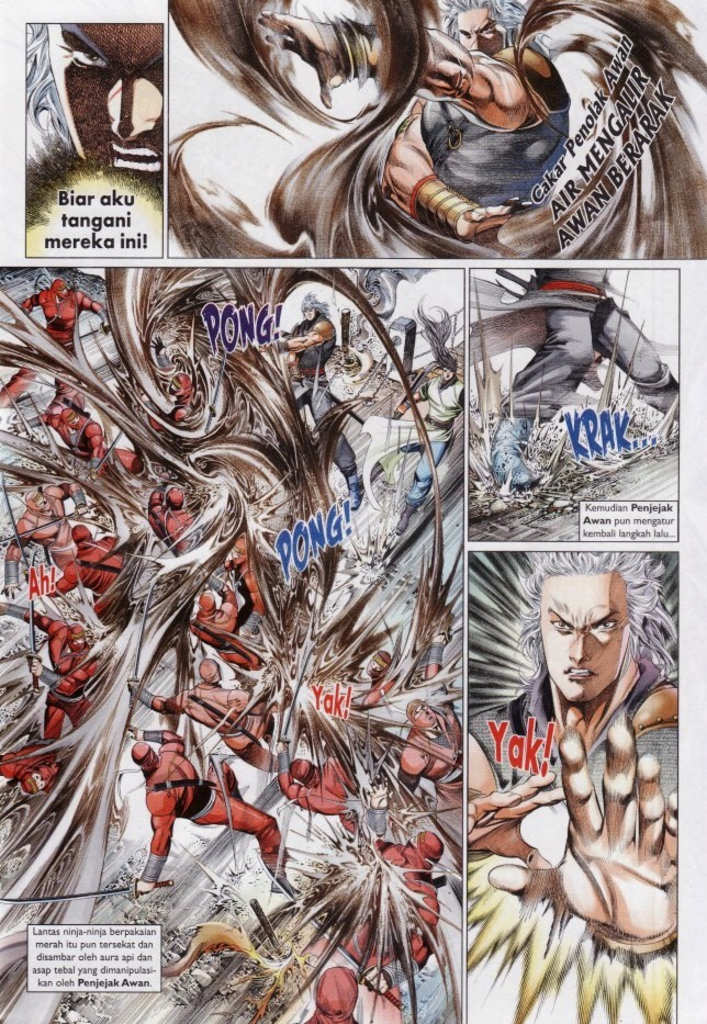 Biar aku
tangani
mereka ini!
Cakar Penolak Awan
AIR MENGALIR
AWAN BERARAK
PONG!
PONG!
Ah!
Yak!
Lantas ninja-ninja berpakaian
merah itu pun tersekat dan
disambar oleh aura api dan
asap tebal yang dimanipulasi-
kan oleh Penjejak Awan.
KRAK...
Kemudian Penjejak
Awan pun mengatur
kembali langkah lalu...
Yak!